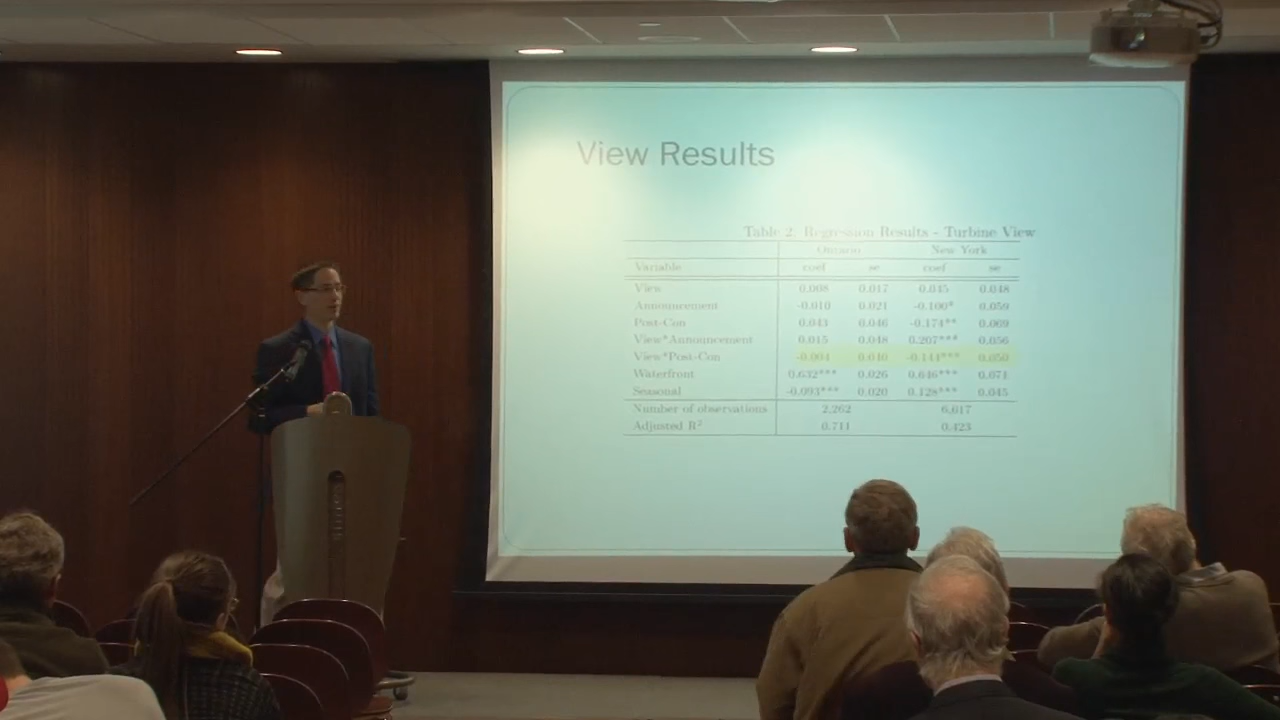 View Results
Table 2: Regression Results - Turbine View
Ontario New York
Variable coef se coef se
View 0.008 0.017 0.045 0.048
Announcement -0.010 0.021 -0.100* 0.059
Post-Con 0.043 0.046 -0.174** 0.069
View*Announcement 0.015 0.048 0.207*** 0.056
View*Post-Con -0.004 0.040 -0.144*** 0.050
Waterfront 0.632*** 0.026 0.646*** 0.071
Seasonal -0.093*** 0.020 0.128*** 0.045
Number of observations 2,262 6,017
Adjusted R² 0.711 0.423